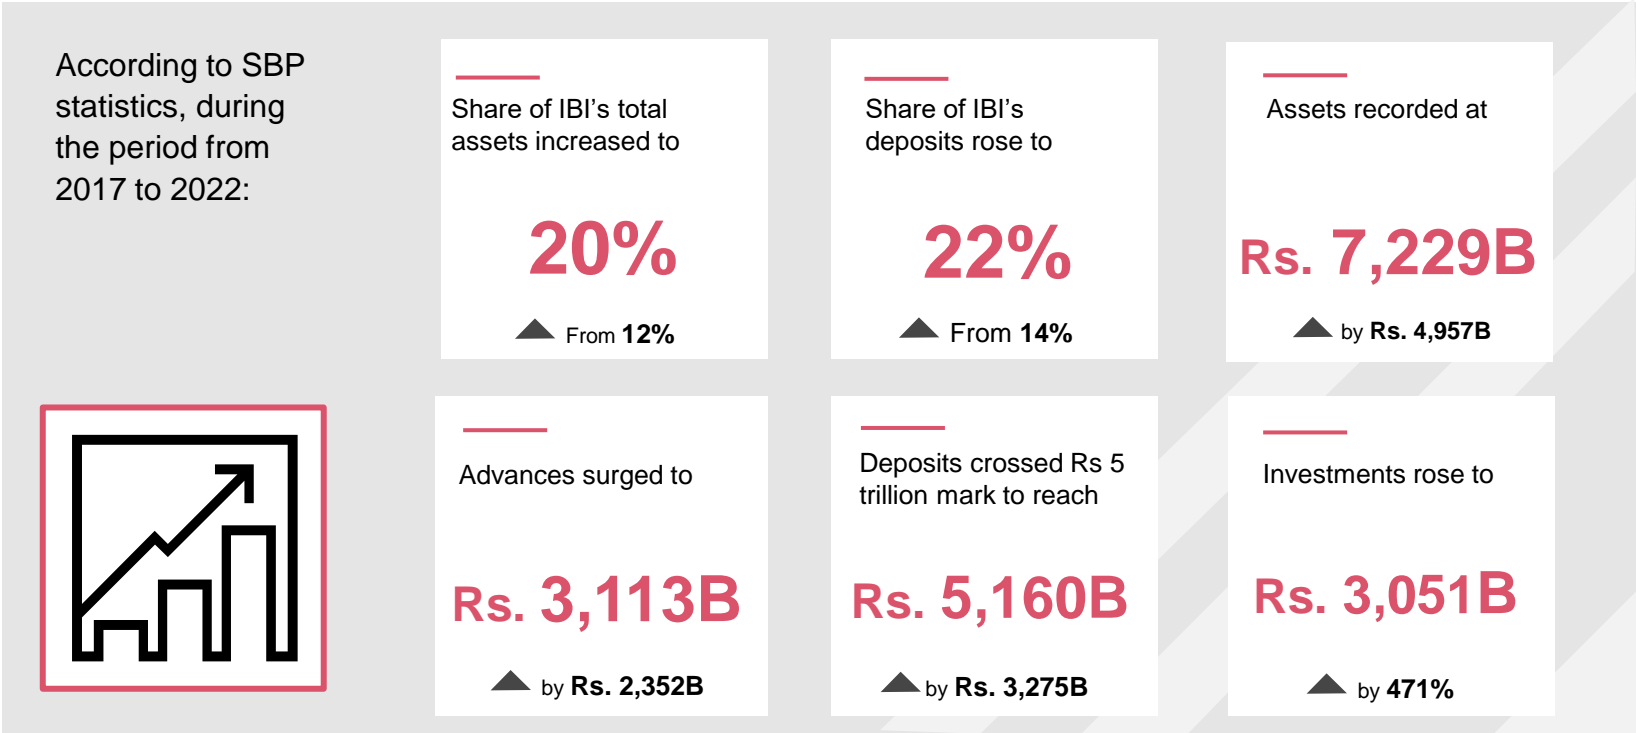 According to SBP
statistics, during
the period from
2017 to 2022:
Share of IBI's total
assets increased to
20%
From 12%
Share of IBI's
deposits rose to
22%
From 14%
Assets recorded at
Rs. 7,229B
by Rs. 4,957B
Advances surged to
Rs. 3,113B
by Rs. 2,352B
Deposits crossed Rs 5
trillion mark to reach
Rs. 5,160B
by Rs. 3,275B
Investments rose to
Rs. 3,051B
by 471%